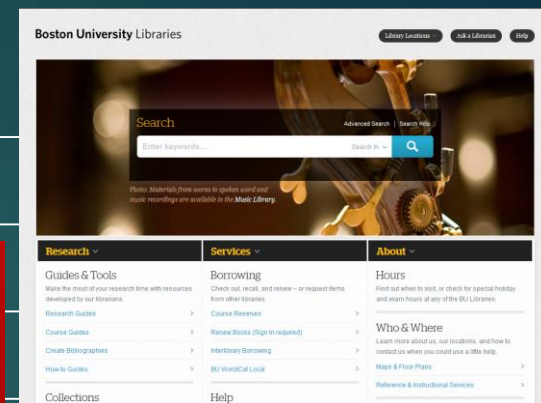 Boston University Libraries
Library Locations
Ask a Librarian
Help
Search
Advanced Search | Search Help
Enter keywords...
Search In
Photo: Materials from scores to spoken word and
music recordings are available in the Music Library.
Research
Guides & Tools
Make the most of your research time with resources
developed by our librarians.
Research Guides
Course Guides
Create Bibliographies
How-to Guides
Collections
Services
Borrowing
Check out, recall, and renew – or request items
from other libraries.
Course Reserves
Renew Books (Sign In required)
Interlibrary Borrowing
BU WorldCat Local
Help
About
Hours
Find out when to visit, or check for special holiday
and exam hours at any of the BU Libraries.
Who & Where
Learn more about us, our locations, and how to
contact us when you could use a little help.
Maps & Floor Plans
Reference & Instructional Services